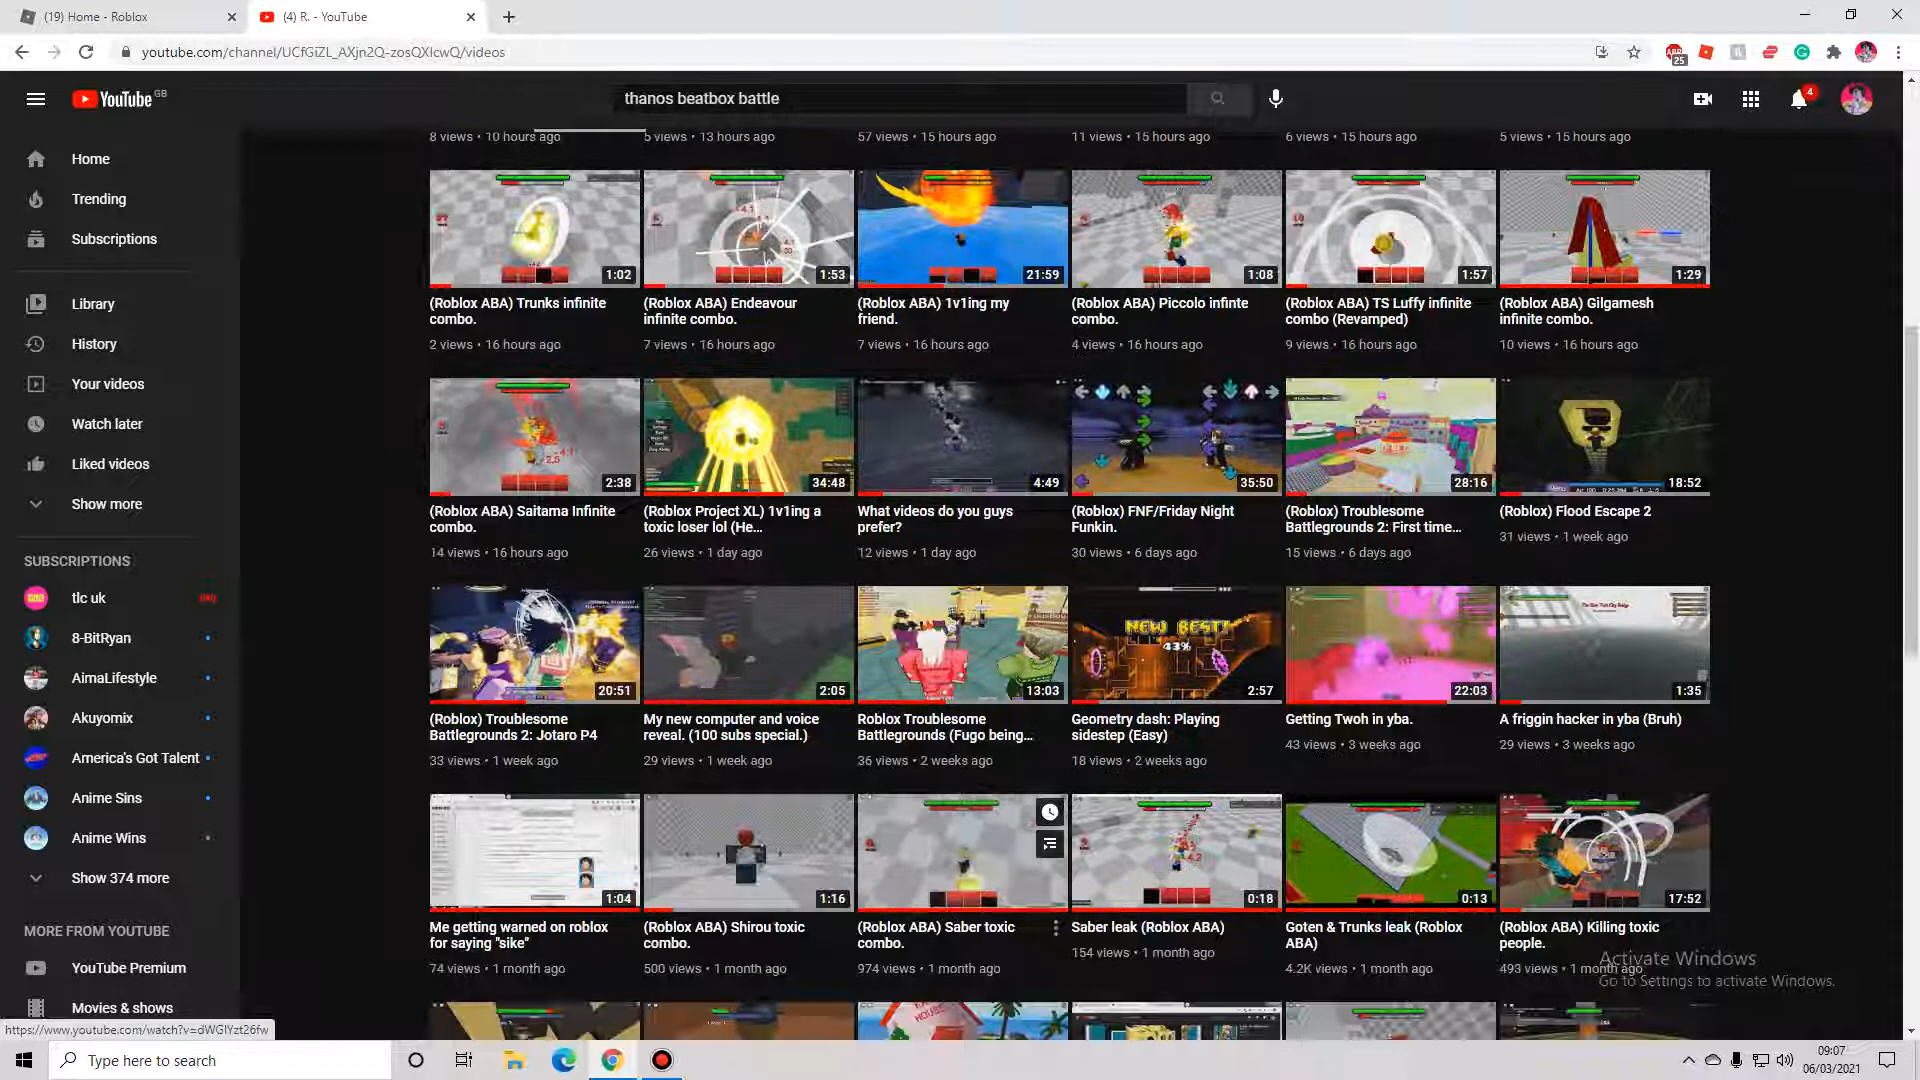 (19) Home - Roblox
(4) R. - YouTube
youtube.com/channel/UCfGiZL_AXjn2Q-zosQXIcwQ/videos
25
YouTube GB
thanos beatbox battle
4
Home
Trending
Subscriptions
Library
History
Your videos
Watch later
Liked videos
Show more
SUBSCRIPTIONS
tlc uk
8-BitRyan
AimaLifestyle
Akuyomix
America's Got Talent
Anime Sins
Anime Wins
Show 374 more
MORE FROM YOUTUBE
YouTube Premium
Movies & shows
8 views • 10 hours ago
5 views • 13 hours ago
57 views • 15 hours ago
11 views • 15 hours ago
6 views • 15 hours ago
5 views • 15 hours ago
1:02
1:53
21:59
1:08
1:57
1:29
(Roblox ABA) Trunks infinite
combo.
2 views • 16 hours ago
(Roblox ABA) Endeavour
infinite combo.
7 views • 16 hours ago
(Roblox ABA) 1v1ing my
friend.
7 views • 16 hours ago
(Roblox ABA) Piccolo infinte
combo.
4 views • 16 hours ago
(Roblox ABA) TS Luffy infinite
combo (Revamped)
9 views • 16 hours ago
(Roblox ABA) Gilgamesh
infinite combo.
10 views • 16 hours ago
2:38
34:48
4:49
35:50
28:16
18:52
(Roblox ABA) Saitama Infinite
combo.
14 views • 16 hours ago
(Roblox Project XL) 1v1ing a
toxic loser lol (He...
26 views • 1 day ago
What videos do you guys
prefer?
12 views • 1 day ago
(Roblox) FNF/Friday Night
Funkin.
30 views • 6 days ago
(Roblox) Troublesome
Battlegrounds 2: First time...
15 views • 6 days ago
(Roblox) Flood Escape 2
31 views • 1 week ago
20:51
2:05
13:03
NEW BEST!
43%
2:57
22:03
1:35
(Roblox) Troublesome
Battlegrounds 2: Jotaro P4
33 views • 1 week ago
My new computer and voice
reveal. (100 subs special.)
29 views • 1 week ago
Roblox Troublesome
Battlegrounds (Fugo being...
36 views • 2 weeks ago
Geometry dash: Playing
sidestep (Easy)
18 views • 2 weeks ago
Getting Twoh in yba.
43 views • 3 weeks ago
A friggin hacker in yba (Bruh)
29 views • 3 weeks ago
1:04
1:16
0:18
0:13
17:52
Me getting warned on roblox
for saying "sike"
74 views • 1 month ago
(Roblox ABA) Shirou toxic
combo.
500 views • 1 month ago
(Roblox ABA) Saber toxic
combo.
974 views • 1 month ago
Saber leak (Roblox ABA)
154 views • 1 month ago
Goten & Trunks leak (Roblox
ABA)
4.2K views • 1 month ago
(Roblox ABA) Killing toxic
people.
493 views • 1 month ago
Activate Windows
Go to Settings to activate Windows.
https://www.youtube.com/watch?v=dWGIYzt26fw
Type here to search
09:07
06/03/2021